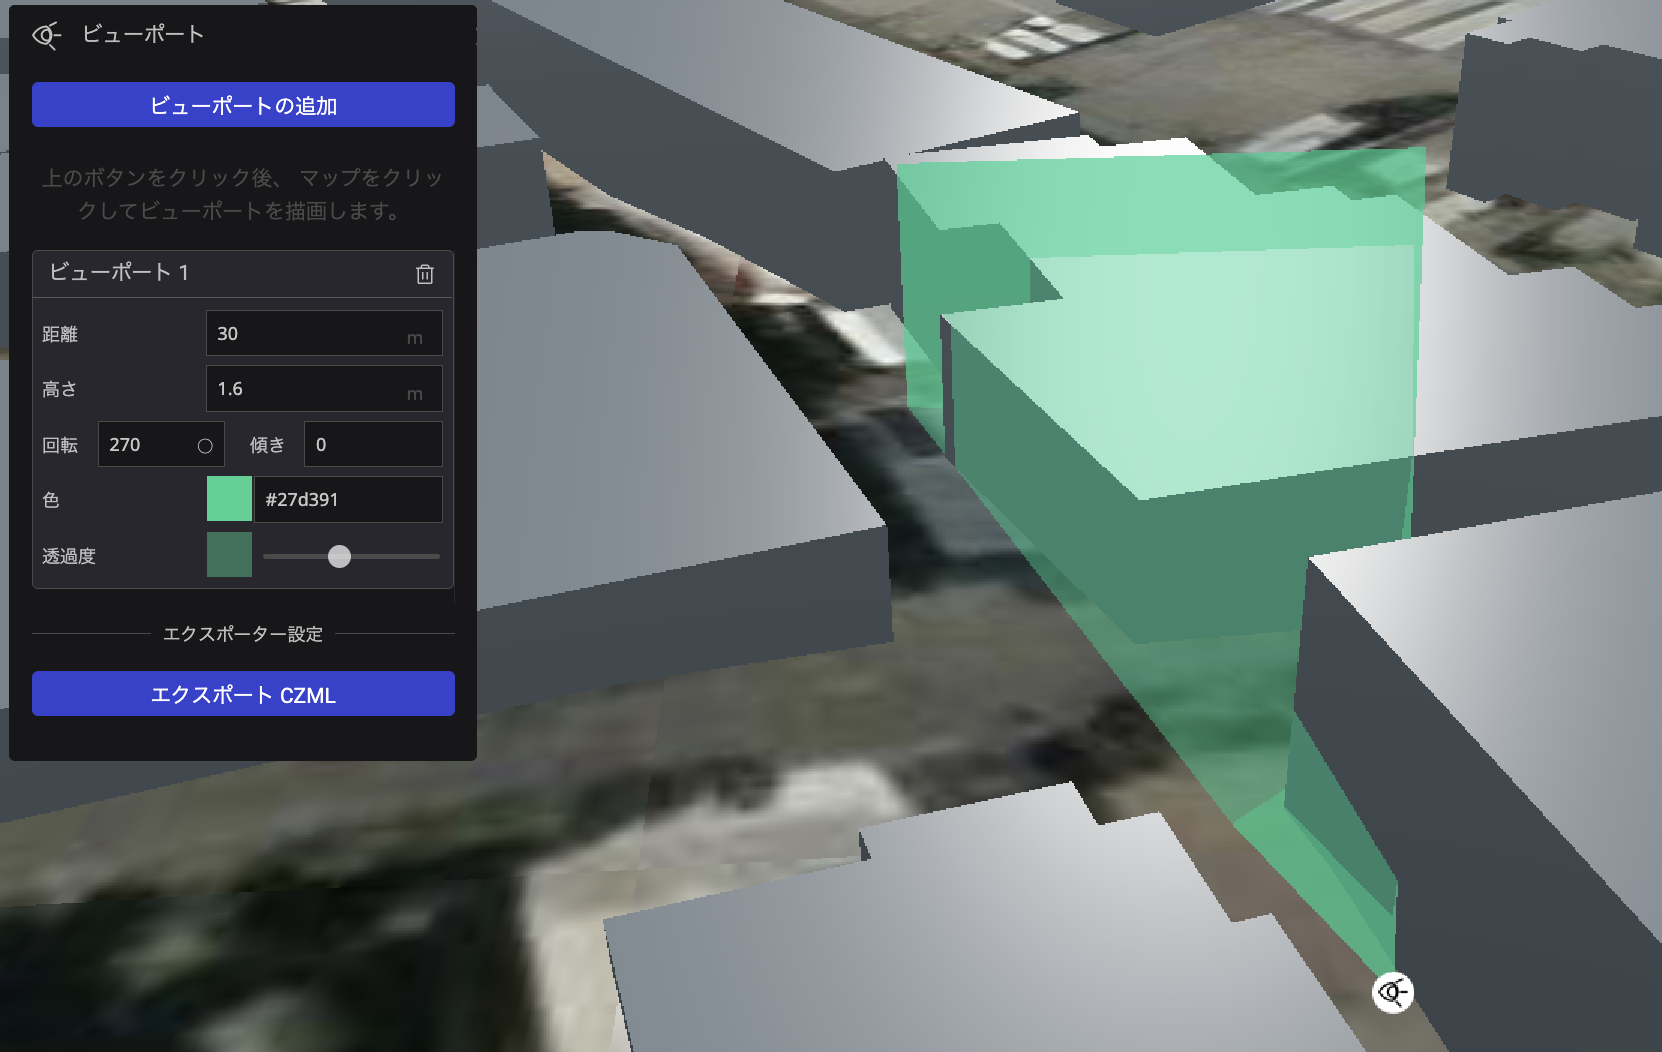 ビューポート
ビューポートの追加
上のボタンをクリック後、 マップをクリッ
クしてビューポートを描画します。
ビューポート 1
距離 30 m
高さ 1.6 m
回転 270 傾き 0
色 #27d391
透過度
エクスポーター設定
エクスポート CZML